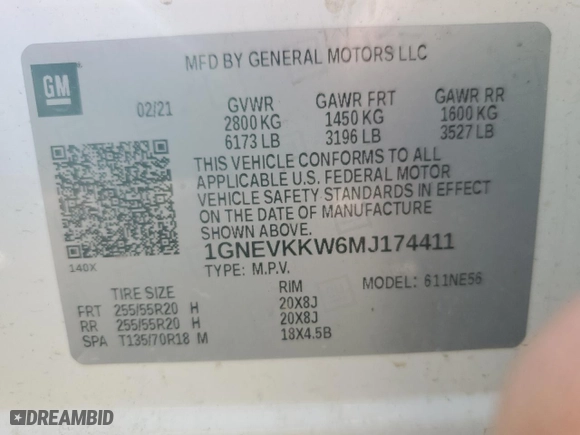 GM
MFD BY GENERAL MOTORS LLC
02/21
GVWR GAWR FRT GAWR RR
2800 KG 1450 KG 1600 KG
6173 LB 3196 LB 3527 LB
THIS VEHICLE CONFORMS TO ALL
APPLICABLE U.S. FEDERAL MOTOR
VEHICLE SAFETY STANDARDS IN EFFECT
ON THE DATE OF MANUFACTURE
SHOWN ABOVE.
1GNEVKKW6MJ174411
140X
TYPE: M.P.V. MODEL: 611NE56
TIRE SIZE RIM
FRT 255/55R20 H 20X8J
RR 255/55R20 H 20X8J
SPA T135/70R18 M 18X4.5B
DREAMBID